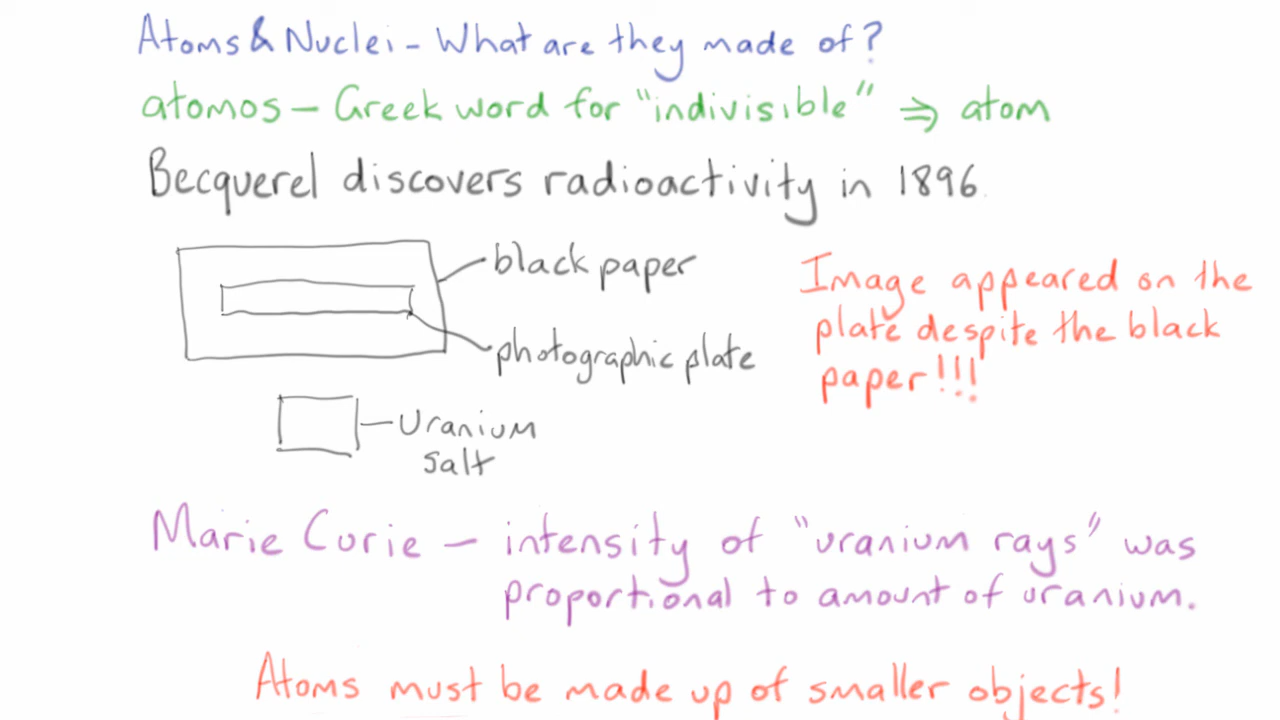 Atoms & Nuclei - What are they made of?
atomos – Greek word for "indivisible" ⇒ atom
Becquerel discovers radioactivity in 1896.
black paper
photographic plate
Uranium
salt
Image appeared on the
plate despite the black
paper!!!
Marie Curie – intensity of "uranium rays" was
proportional to amount of uranium.
Atoms must be made up of smaller objects!